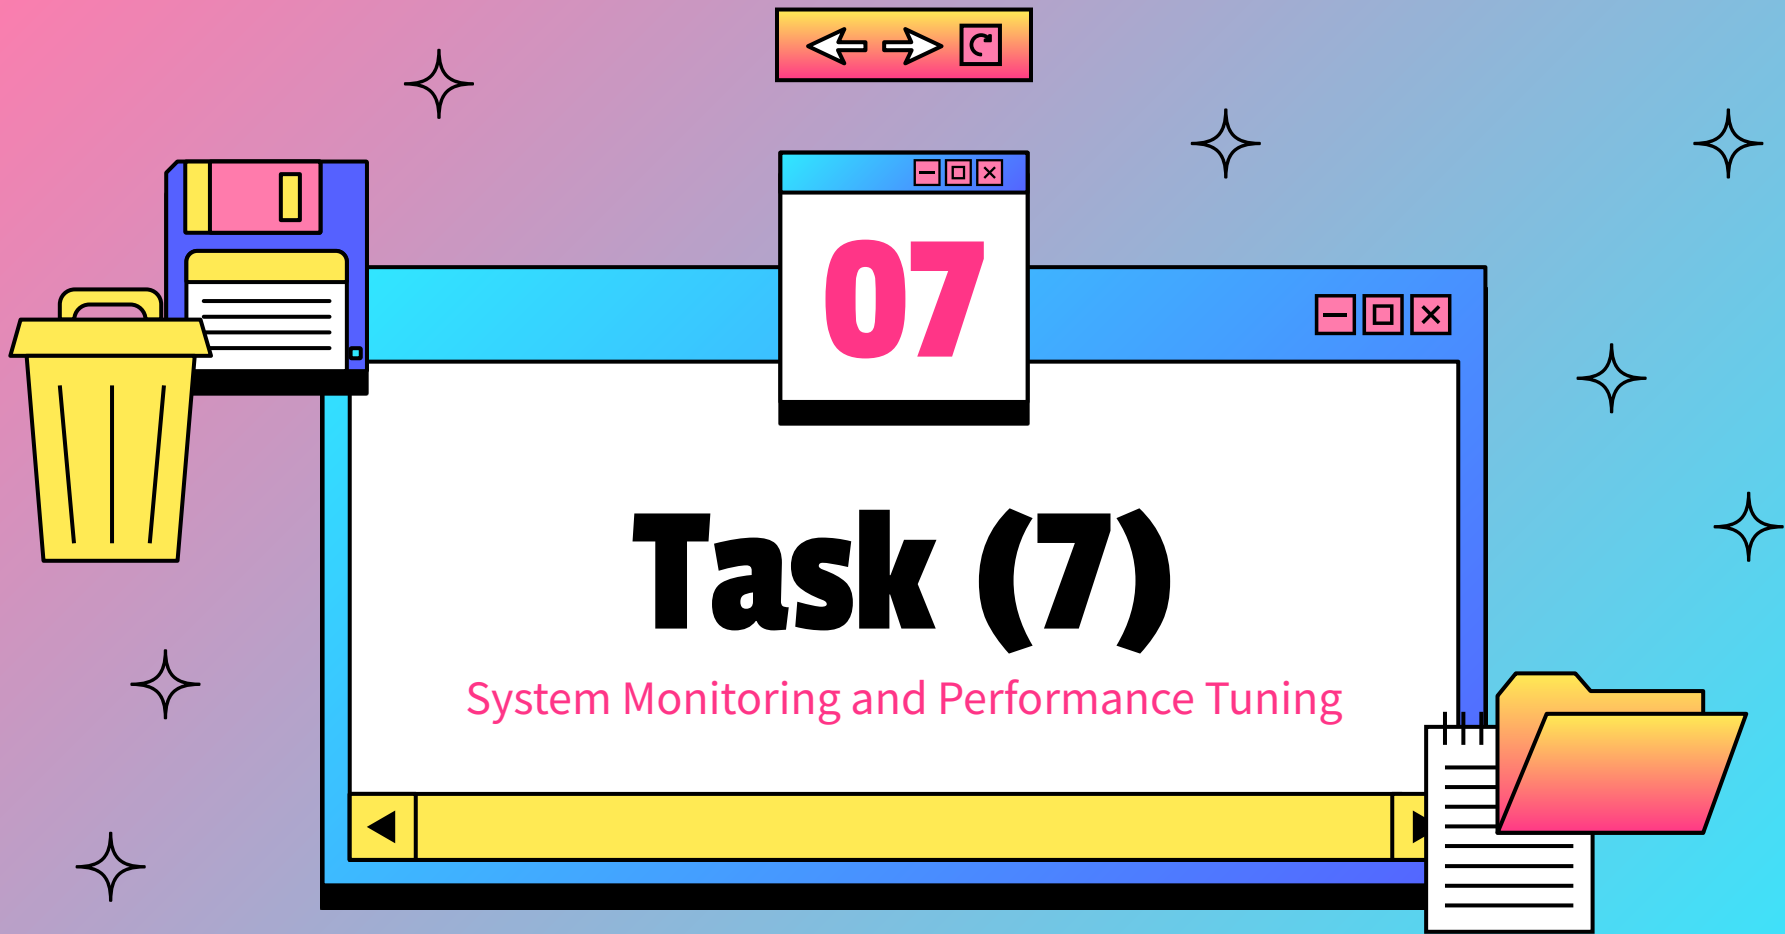 07
Task (7)
System Monitoring and Performance Tuning